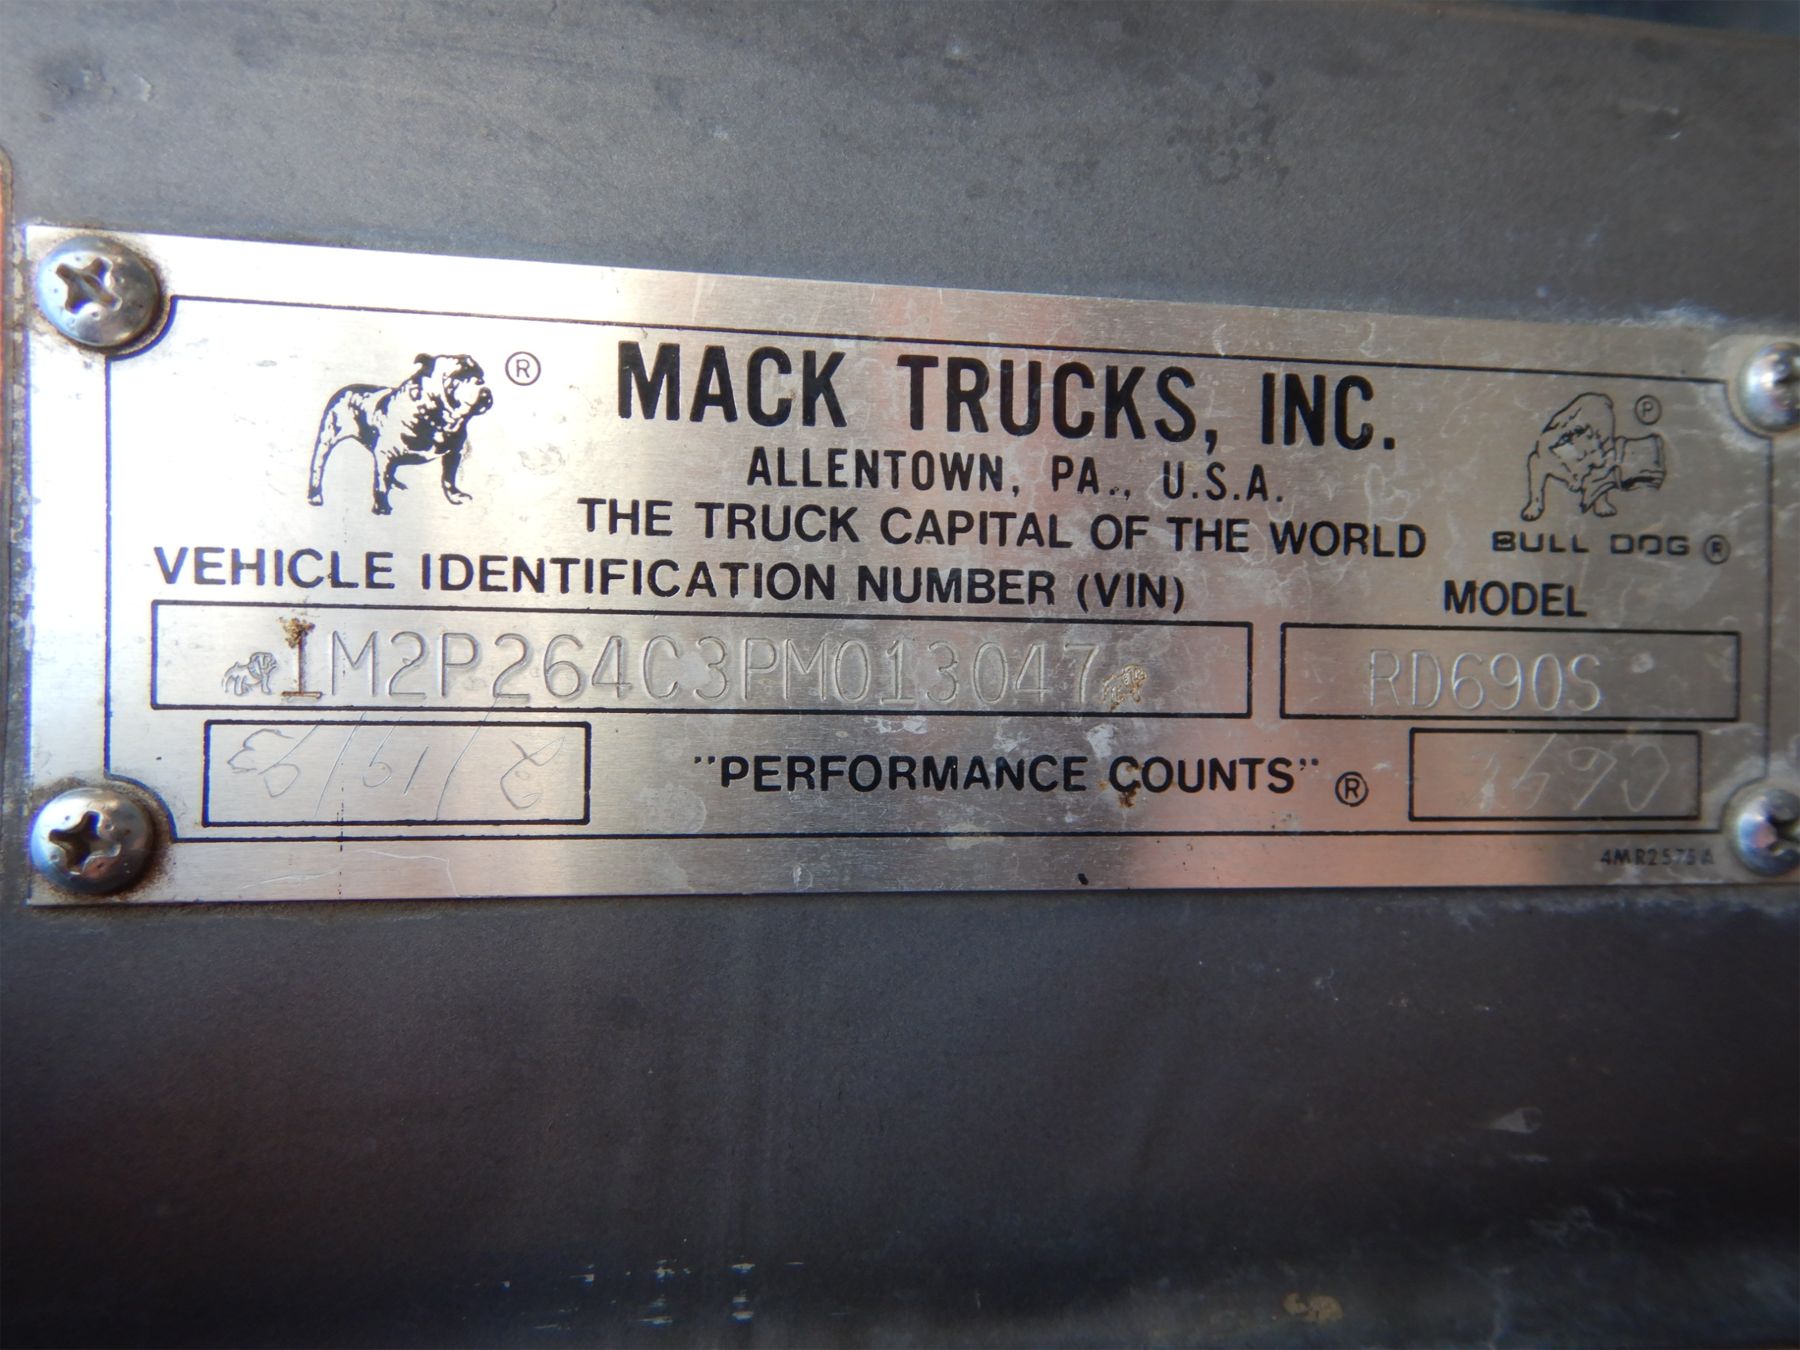 ® MACK TRUCKS, INC. ℗
ALLENTOWN, PA., U.S.A.
THE TRUCK CAPITAL OF THE WORLD
BULL DOG ®
VEHICLE IDENTIFICATION NUMBER (VIN) MODEL
1M2P264C3PM013047 RD690S
"PERFORMANCE COUNTS" ®
4MR2575A